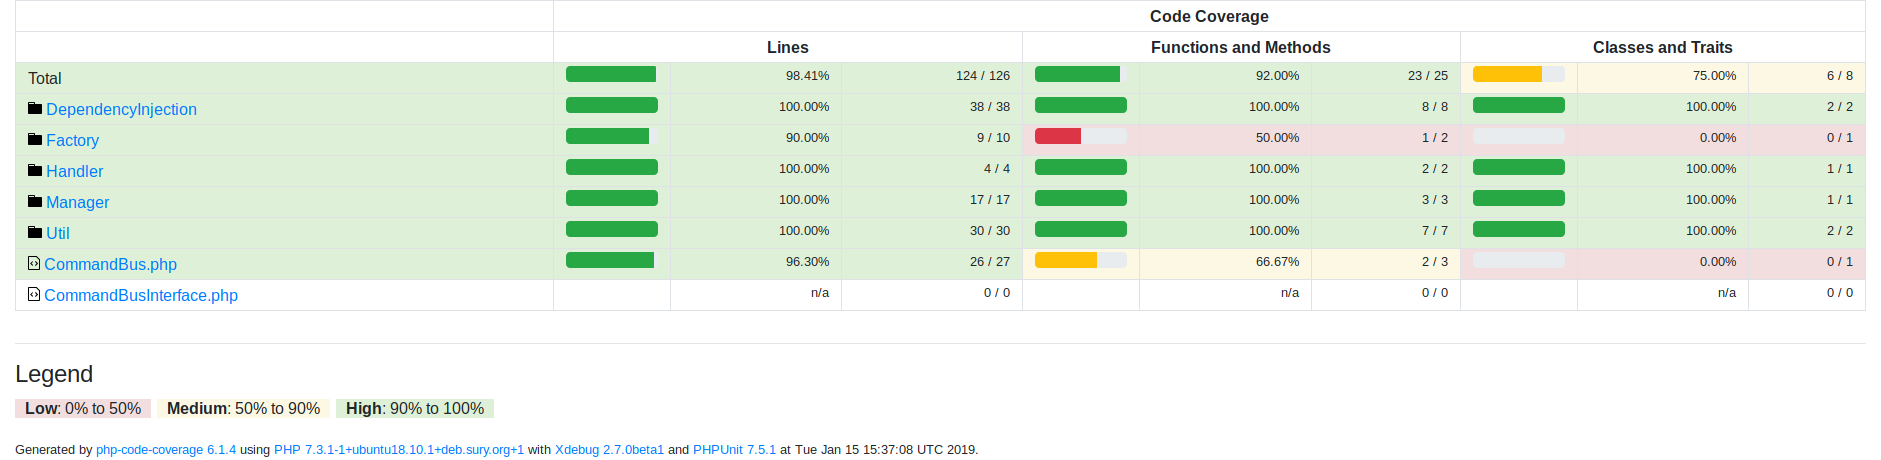 Code Coverage
Lines Functions and Methods Classes and Traits
Total 98.41% 124 / 126 92.00% 23 / 25 75.00% 6 / 8
DependencyInjection 100.00% 38 / 38 100.00% 8 / 8 100.00% 2 / 2
Factory 90.00% 9 / 10 50.00% 1 / 2 0.00% 0 / 1
Handler 100.00% 4 / 4 100.00% 2 / 2 100.00% 1 / 1
Manager 100.00% 17 / 17 100.00% 3 / 3 100.00% 1 / 1
Util 100.00% 30 / 30 100.00% 7 / 7 100.00% 2 / 2
CommandBus.php 96.30% 26 / 27 66.67% 2 / 3 0.00% 0 / 1
CommandBusInterface.php n/a 0 / 0 n/a 0 / 0 n/a 0 / 0
Legend
Low: 0% to 50% Medium: 50% to 90% High: 90% to 100%
Generated by php-code-coverage 6.1.4 using PHP 7.3.1-1+ubuntu18.10.1+deb.sury.org+1 with Xdebug 2.7.0beta1 and PHPUnit 7.5.1 at Tue Jan 15 15:37:08 UTC 2019.